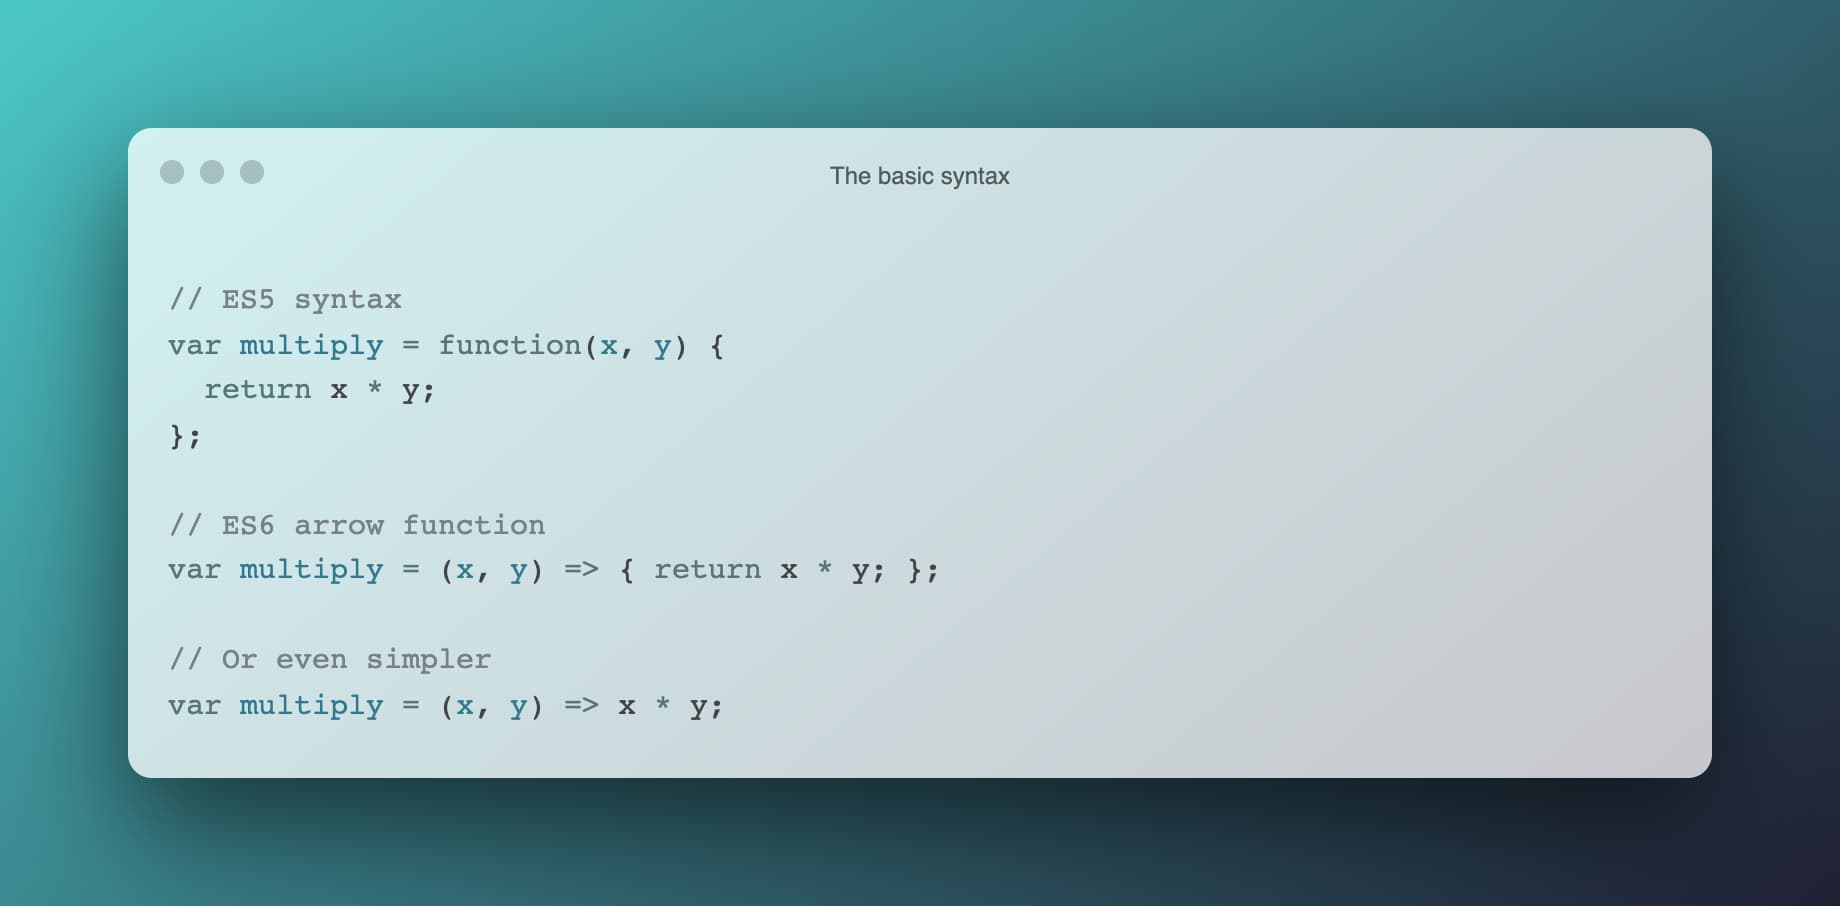 The basic syntax
// ES5 syntax
var multiply = function(x, y) {
  return x * y;
};
// ES6 arrow function
var multiply = (x, y) => { return x * y; };
// Or even simpler
var multiply = (x, y) => x * y;